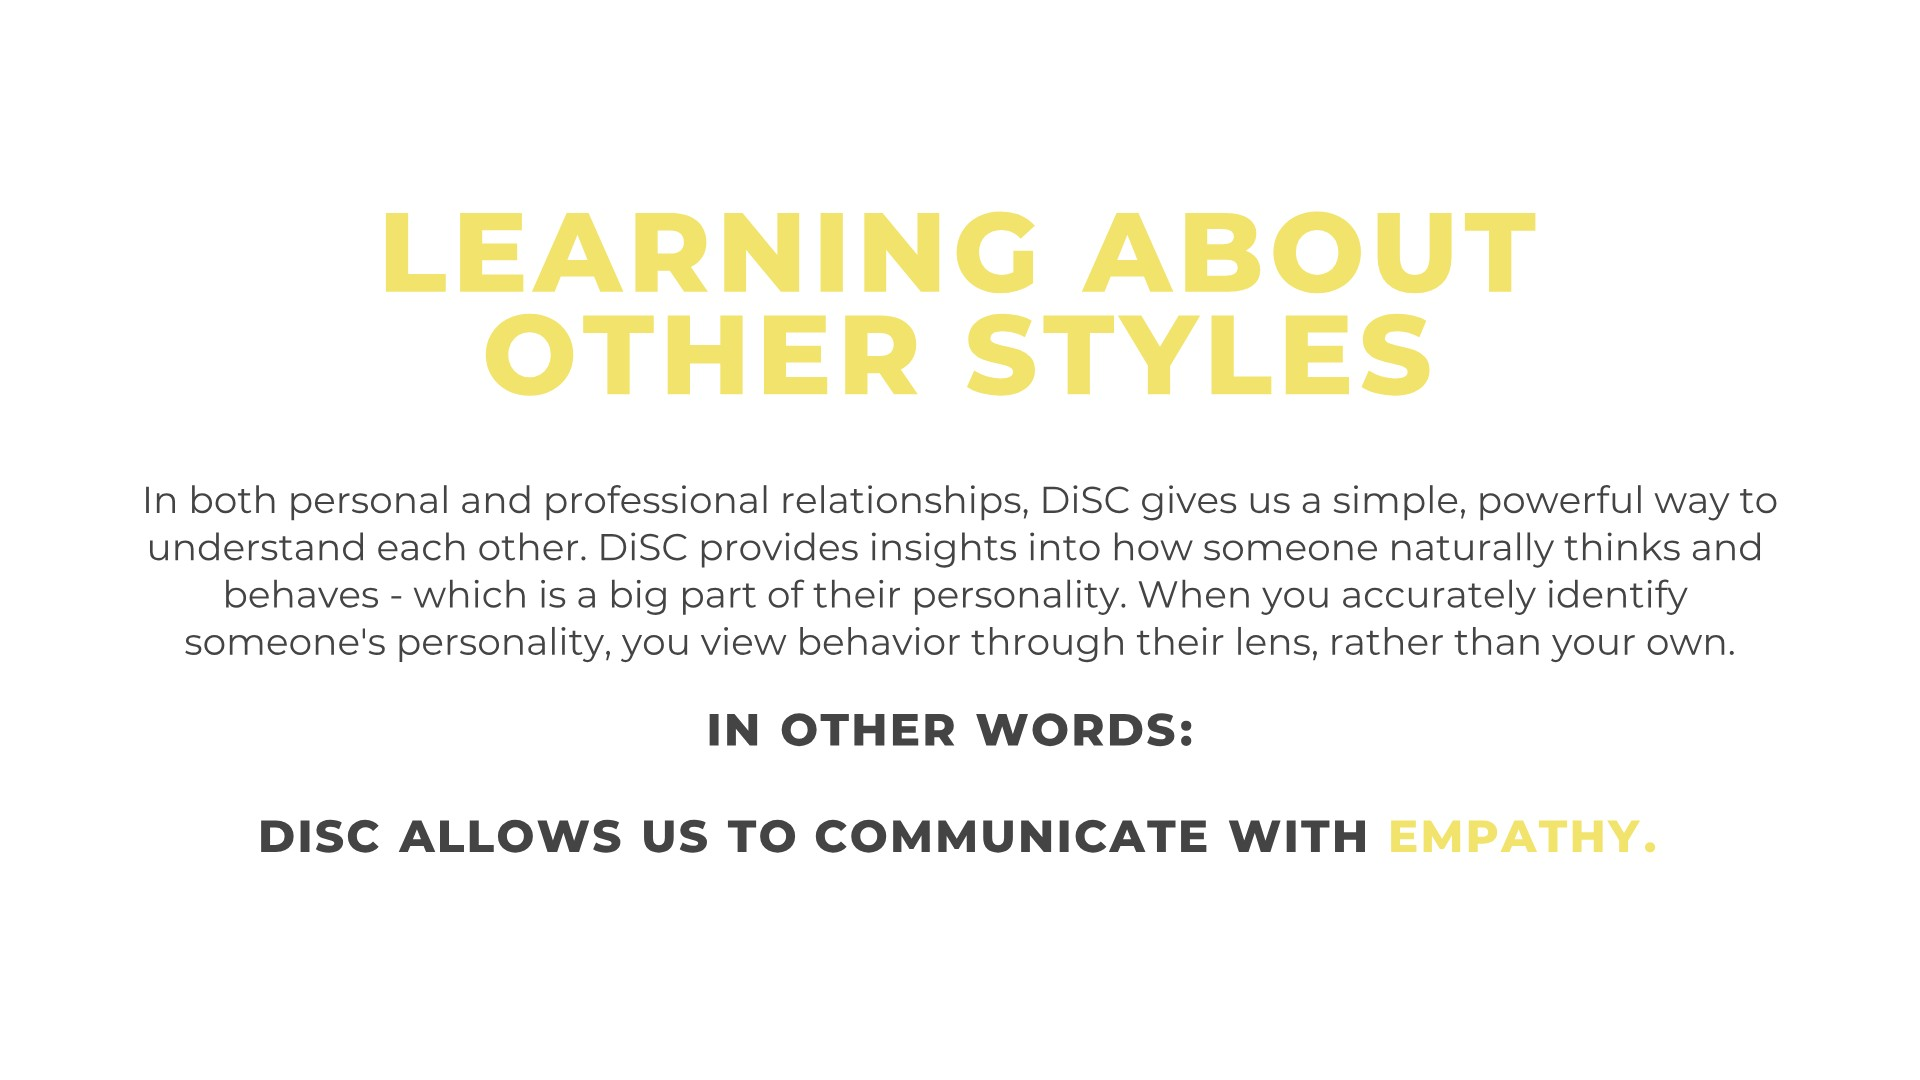 LEARNING ABOUT
OTHER STYLES
In both personal and professional relationships, DiSC gives us a simple, powerful way to
understand each other. DiSC provides insights into how someone naturally thinks and
behaves - which is a big part of their personality. When you accurately identify
someone's personality, you view behavior through their lens, rather than your own.
IN OTHER WORDS:
DISC ALLOWS US TO COMMUNICATE WITH EMPATHY.